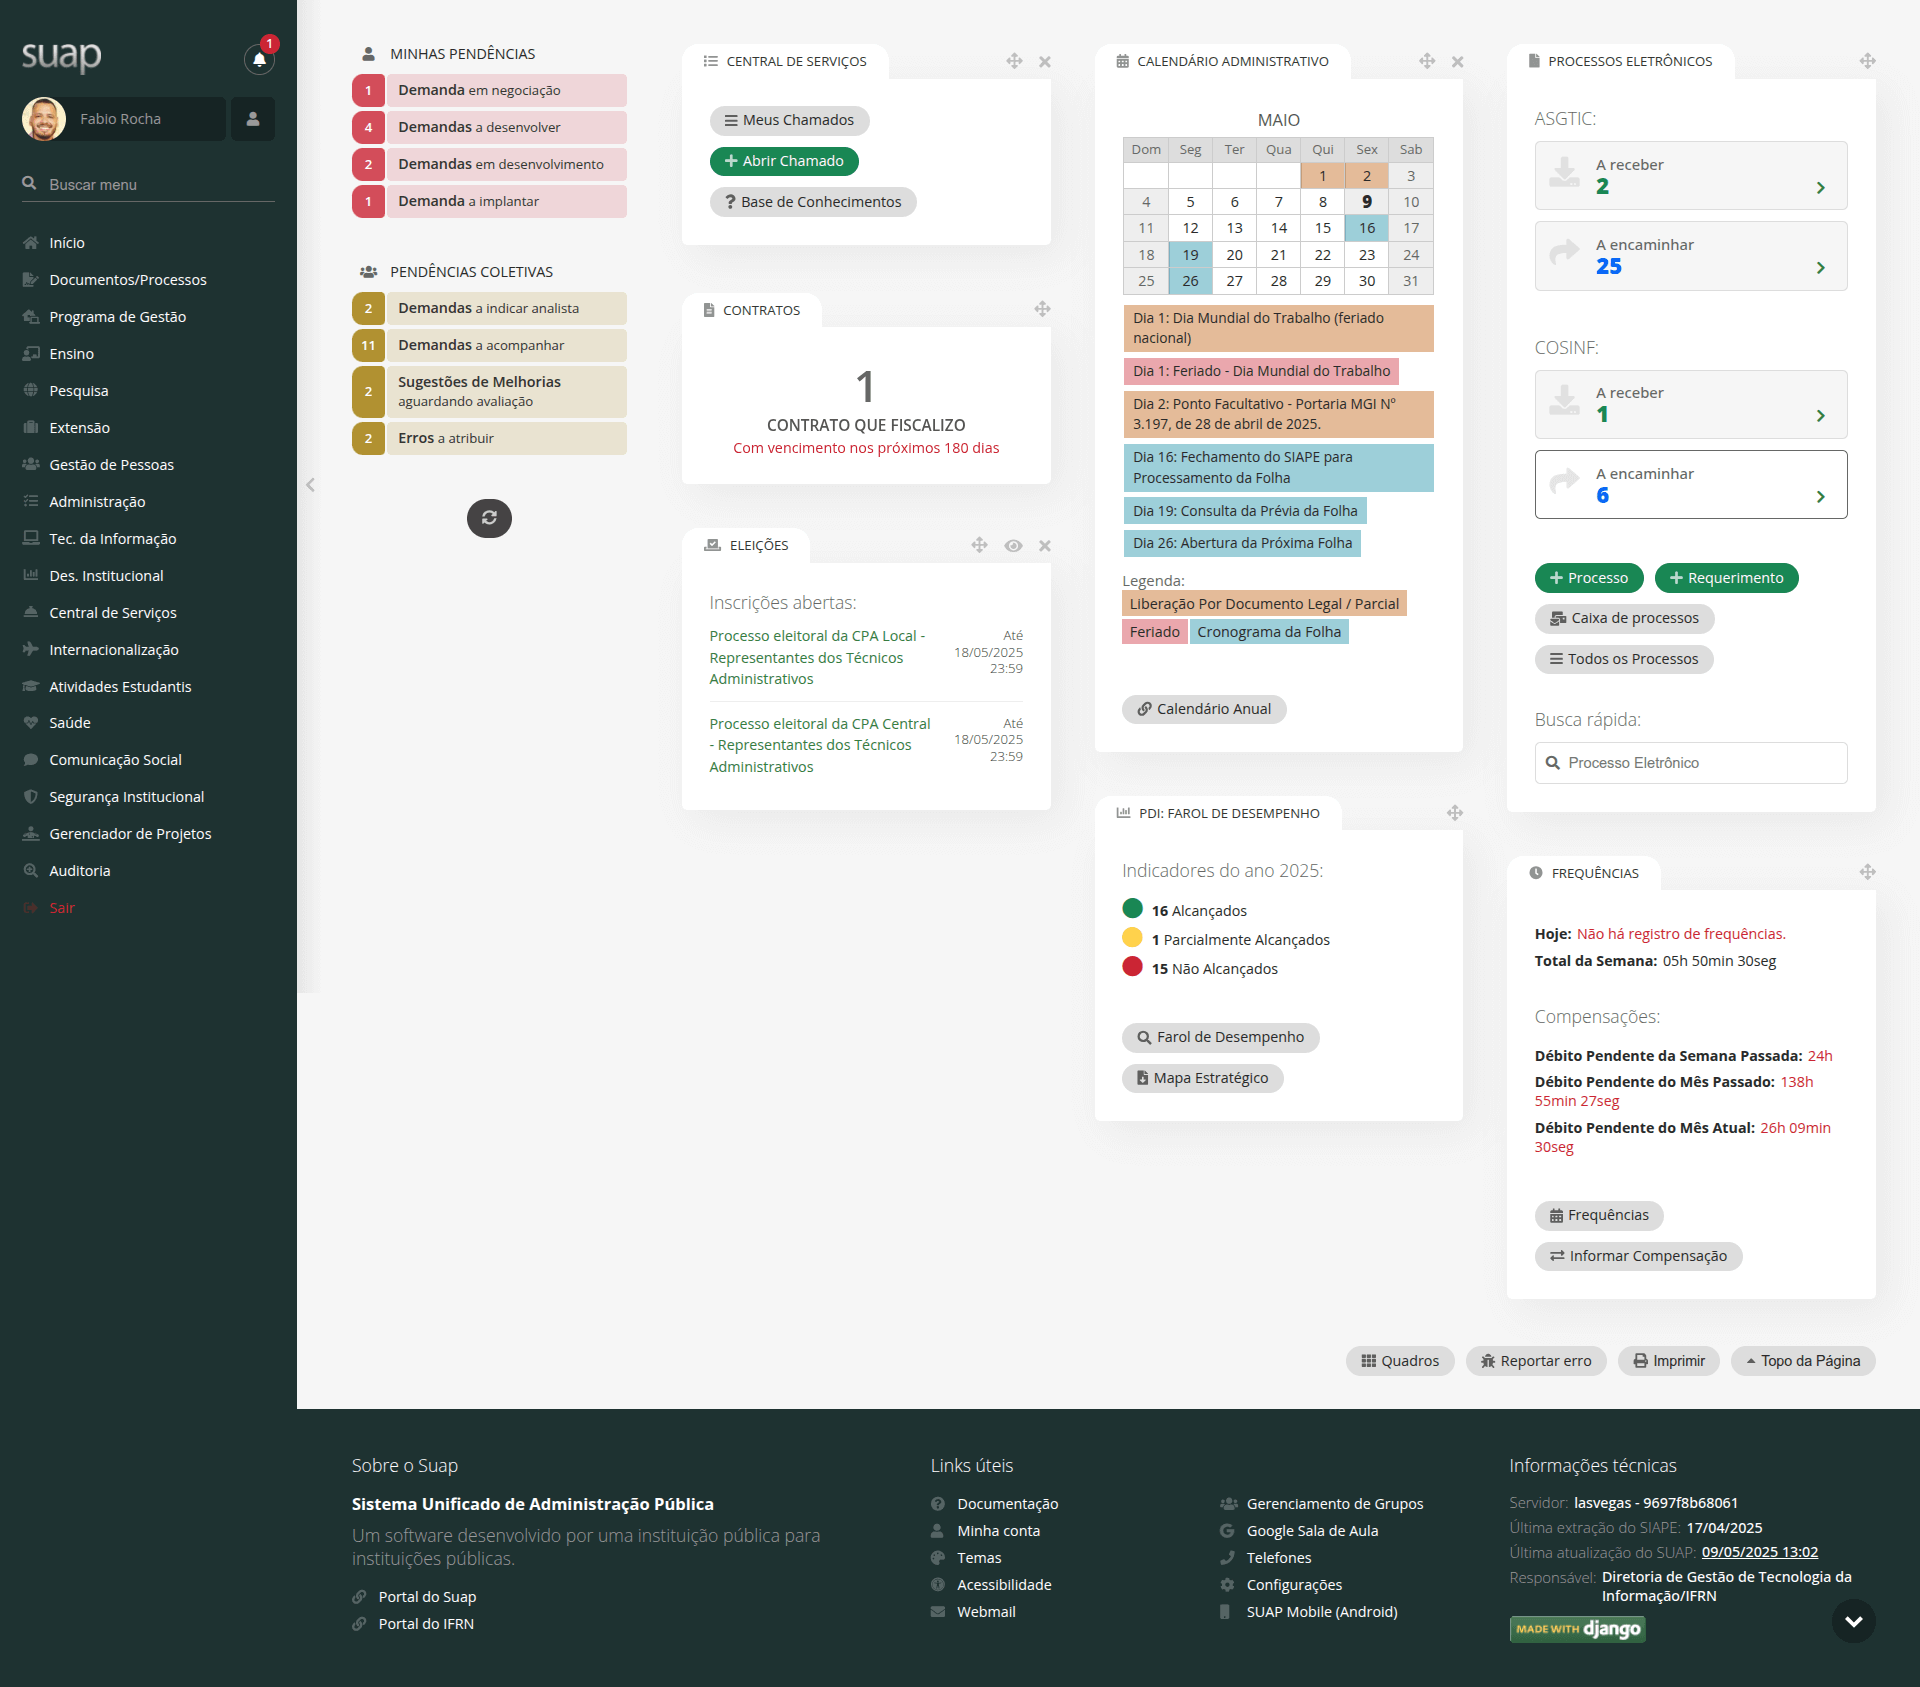 suap
1
Fabio Rocha
Buscar menu
Início
Documentos/Processos
Programa de Gestão
Ensino
Pesquisa
Extensão
Gestão de Pessoas
Administração
Tec. da Informação
Des. Institucional
Central de Serviços
Internacionalização
Atividades Estudantis
Saúde
Comunicação Social
Segurança Institucional
Gerenciador de Projetos
Auditoria
Sair
MINHAS PENDÊNCIAS
1 Demanda em negociação
4 Demandas a desenvolver
2 Demandas em desenvolvimento
1 Demanda a implantar
PENDÊNCIAS COLETIVAS
2 Demandas a indicar analista
11 Demandas a acompanhar
2 Sugestões de Melhorias
aguardando avaliação
2 Erros a atribuir
CENTRAL DE SERVIÇOS
Meus Chamados
Abrir Chamado
Base de Conhecimentos
CONTRATOS
1
CONTRATO QUE FISCALIZO
Com vencimento nos próximos 180 dias
ELEIÇÕES
Inscrições abertas:
Processo eleitoral da CPA Local -
Representantes dos Técnicos
Administrativos
Até
18/05/2025
23:59
Processo eleitoral da CPA Central
- Representantes dos Técnicos
Administrativos
Até
18/05/2025
23:59
CALENDÁRIO ADMINISTRATIVO
MAIO
Dom Seg Ter Qua Qui Sex Sab
1 2 3
4 5 6 7 8 9 10
11 12 13 14 15 16 17
18 19 20 21 22 23 24
25 26 27 28 29 30 31
Dia 1: Dia Mundial do Trabalho (feriado
nacional)
Dia 1: Feriado - Dia Mundial do Trabalho
Dia 2: Ponto Facultativo - Portaria MGI Nº
3.197, de 28 de abril de 2025.
Dia 16: Fechamento do SIAPE para
Processamento da Folha
Dia 19: Consulta da Prévia da Folha
Dia 26: Abertura da Próxima Folha
Legenda:
Liberação Por Documento Legal / Parcial
Feriado Cronograma da Folha
Calendário Anual
PDI: FAROL DE DESEMPENHO
Indicadores do ano 2025:
16 Alcançados
1 Parcialmente Alcançados
15 Não Alcançados
Farol de Desempenho
Mapa Estratégico
PROCESSOS ELETRÔNICOS
ASGTIC:
A receber
2
A encaminhar
25
COSINF:
A receber
1
A encaminhar
6
Processo Requerimento
Caixa de processos
Todos os Processos
Busca rápida:
Processo Eletrônico
FREQUÊNCIAS
Hoje: Não há registro de frequências.
Total da Semana: 05h 50min 30seg
Compensações:
Débito Pendente da Semana Passada: 24h
Débito Pendente do Mês Passado: 138h
55min 27seg
Débito Pendente do Mês Atual: 26h 09min
30seg
Frequências
Informar Compensação
Quadros Reportar erro Imprimir Topo da Página
Sobre o Suap
Sistema Unificado de Administração Pública
Um software desenvolvido por uma instituição pública para
instituições públicas.
Portal do Suap
Portal do IFRN
Links úteis
Documentação
Minha conta
Temas
Acessibilidade
Webmail
Gerenciamento de Grupos
Google Sala de Aula
Telefones
Configurações
SUAP Mobile (Android)
Informações técnicas
Servidor: lasvegas - 9697f8b68061
Última extração do SIAPE: 17/04/2025
Última atualização do SUAP: 09/05/2025 13:02
Responsável: Diretoria de Gestão de Tecnologia da
Informação/IFRN
MADE WITH django